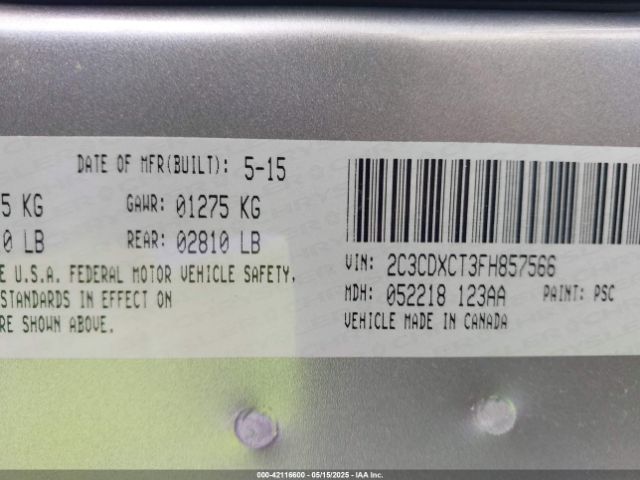 DATE OF MFR(BUILT): 5-15
5 KG GAWR: 01275 KG
0 LB REAR: 02810 LB
E U.S.A. FEDERAL MOTOR VEHICLE SAFETY,
STANDARDS IN EFFECT ON
RE SHOWN ABOVE.
VIN: 2C3CDXCT3FH857566
MDH: 052218 123AA PAINT: PSC
VEHICLE MADE IN CANADA
000-42116600 - 05/15/2025 - IAA Inc.